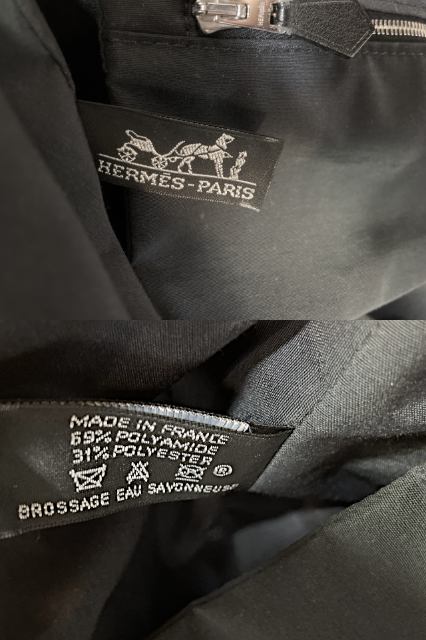 HERMÈS-PARIS
MADE IN FRANCE
69% POLYAMIDE
31% POLYESTER
®
BROSSAGE EAU SAVONNEUSE